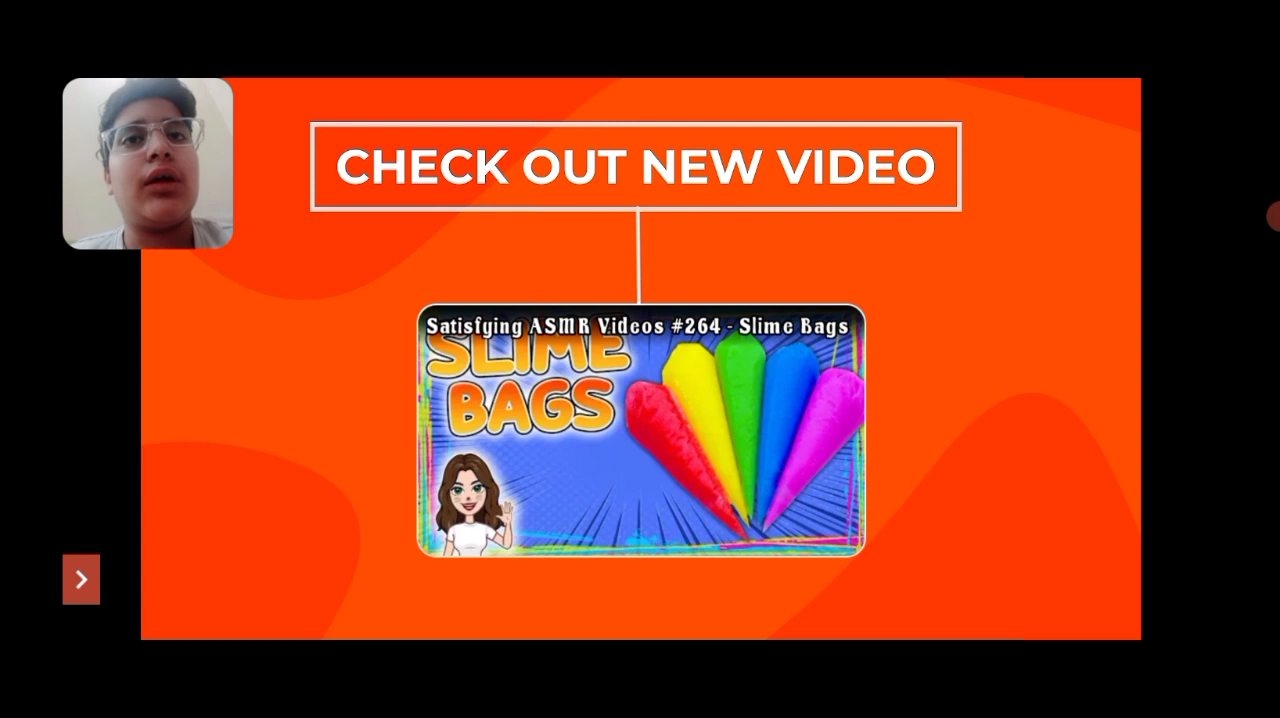 CHECK OUT NEW VIDEO
Satisfying ASMR Videos #264 - Slime Bags
SLIME
BAGS